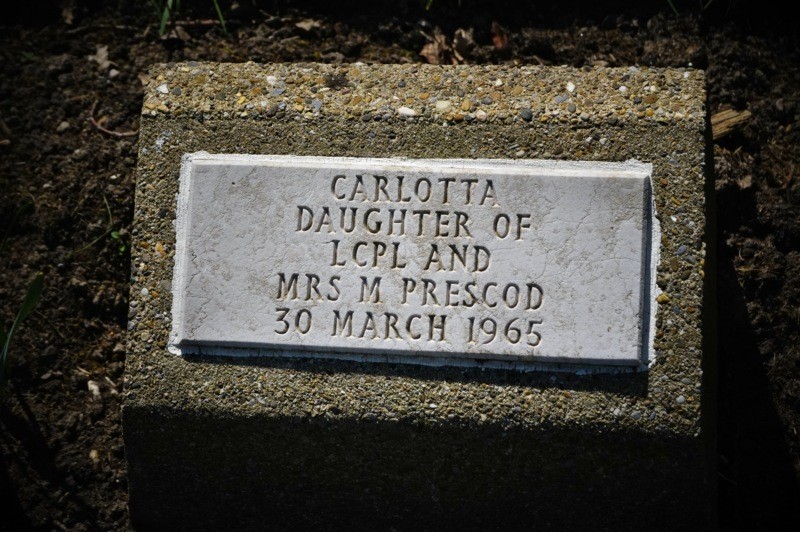 CARLOTTA
DAUGHTER OF
LCPL AND
MRS M PRESCOD
30 MARCH 1965